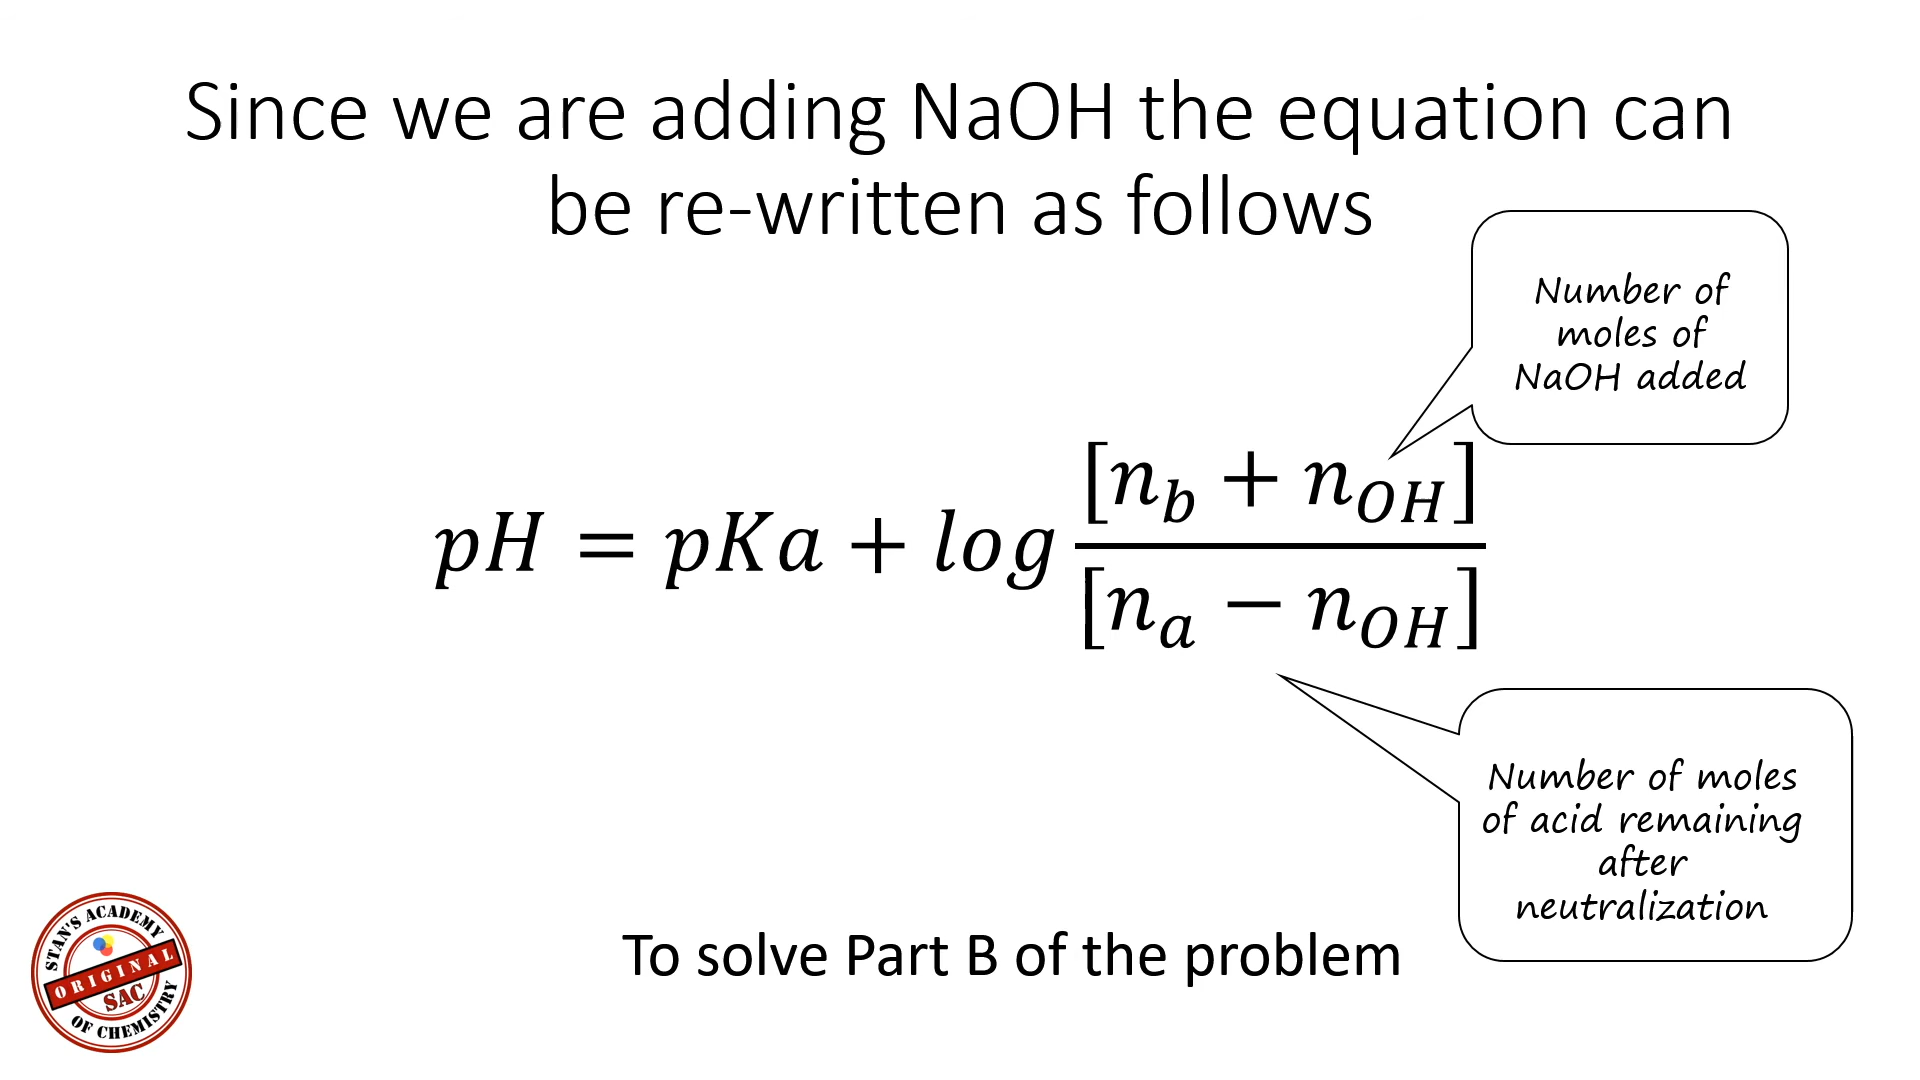 Since we are adding NaOH the equation can
be re-written as follows
Number of
moles of
NaOH added
pH = pKa + log [n_b + n_OH] / [n_a − n_OH]
Number of moles
of acid remaining
after
neutralization
To solve Part B of the problem
STAN'S ACADEMY
ORIGINAL
SAC
OF CHEMISTRY